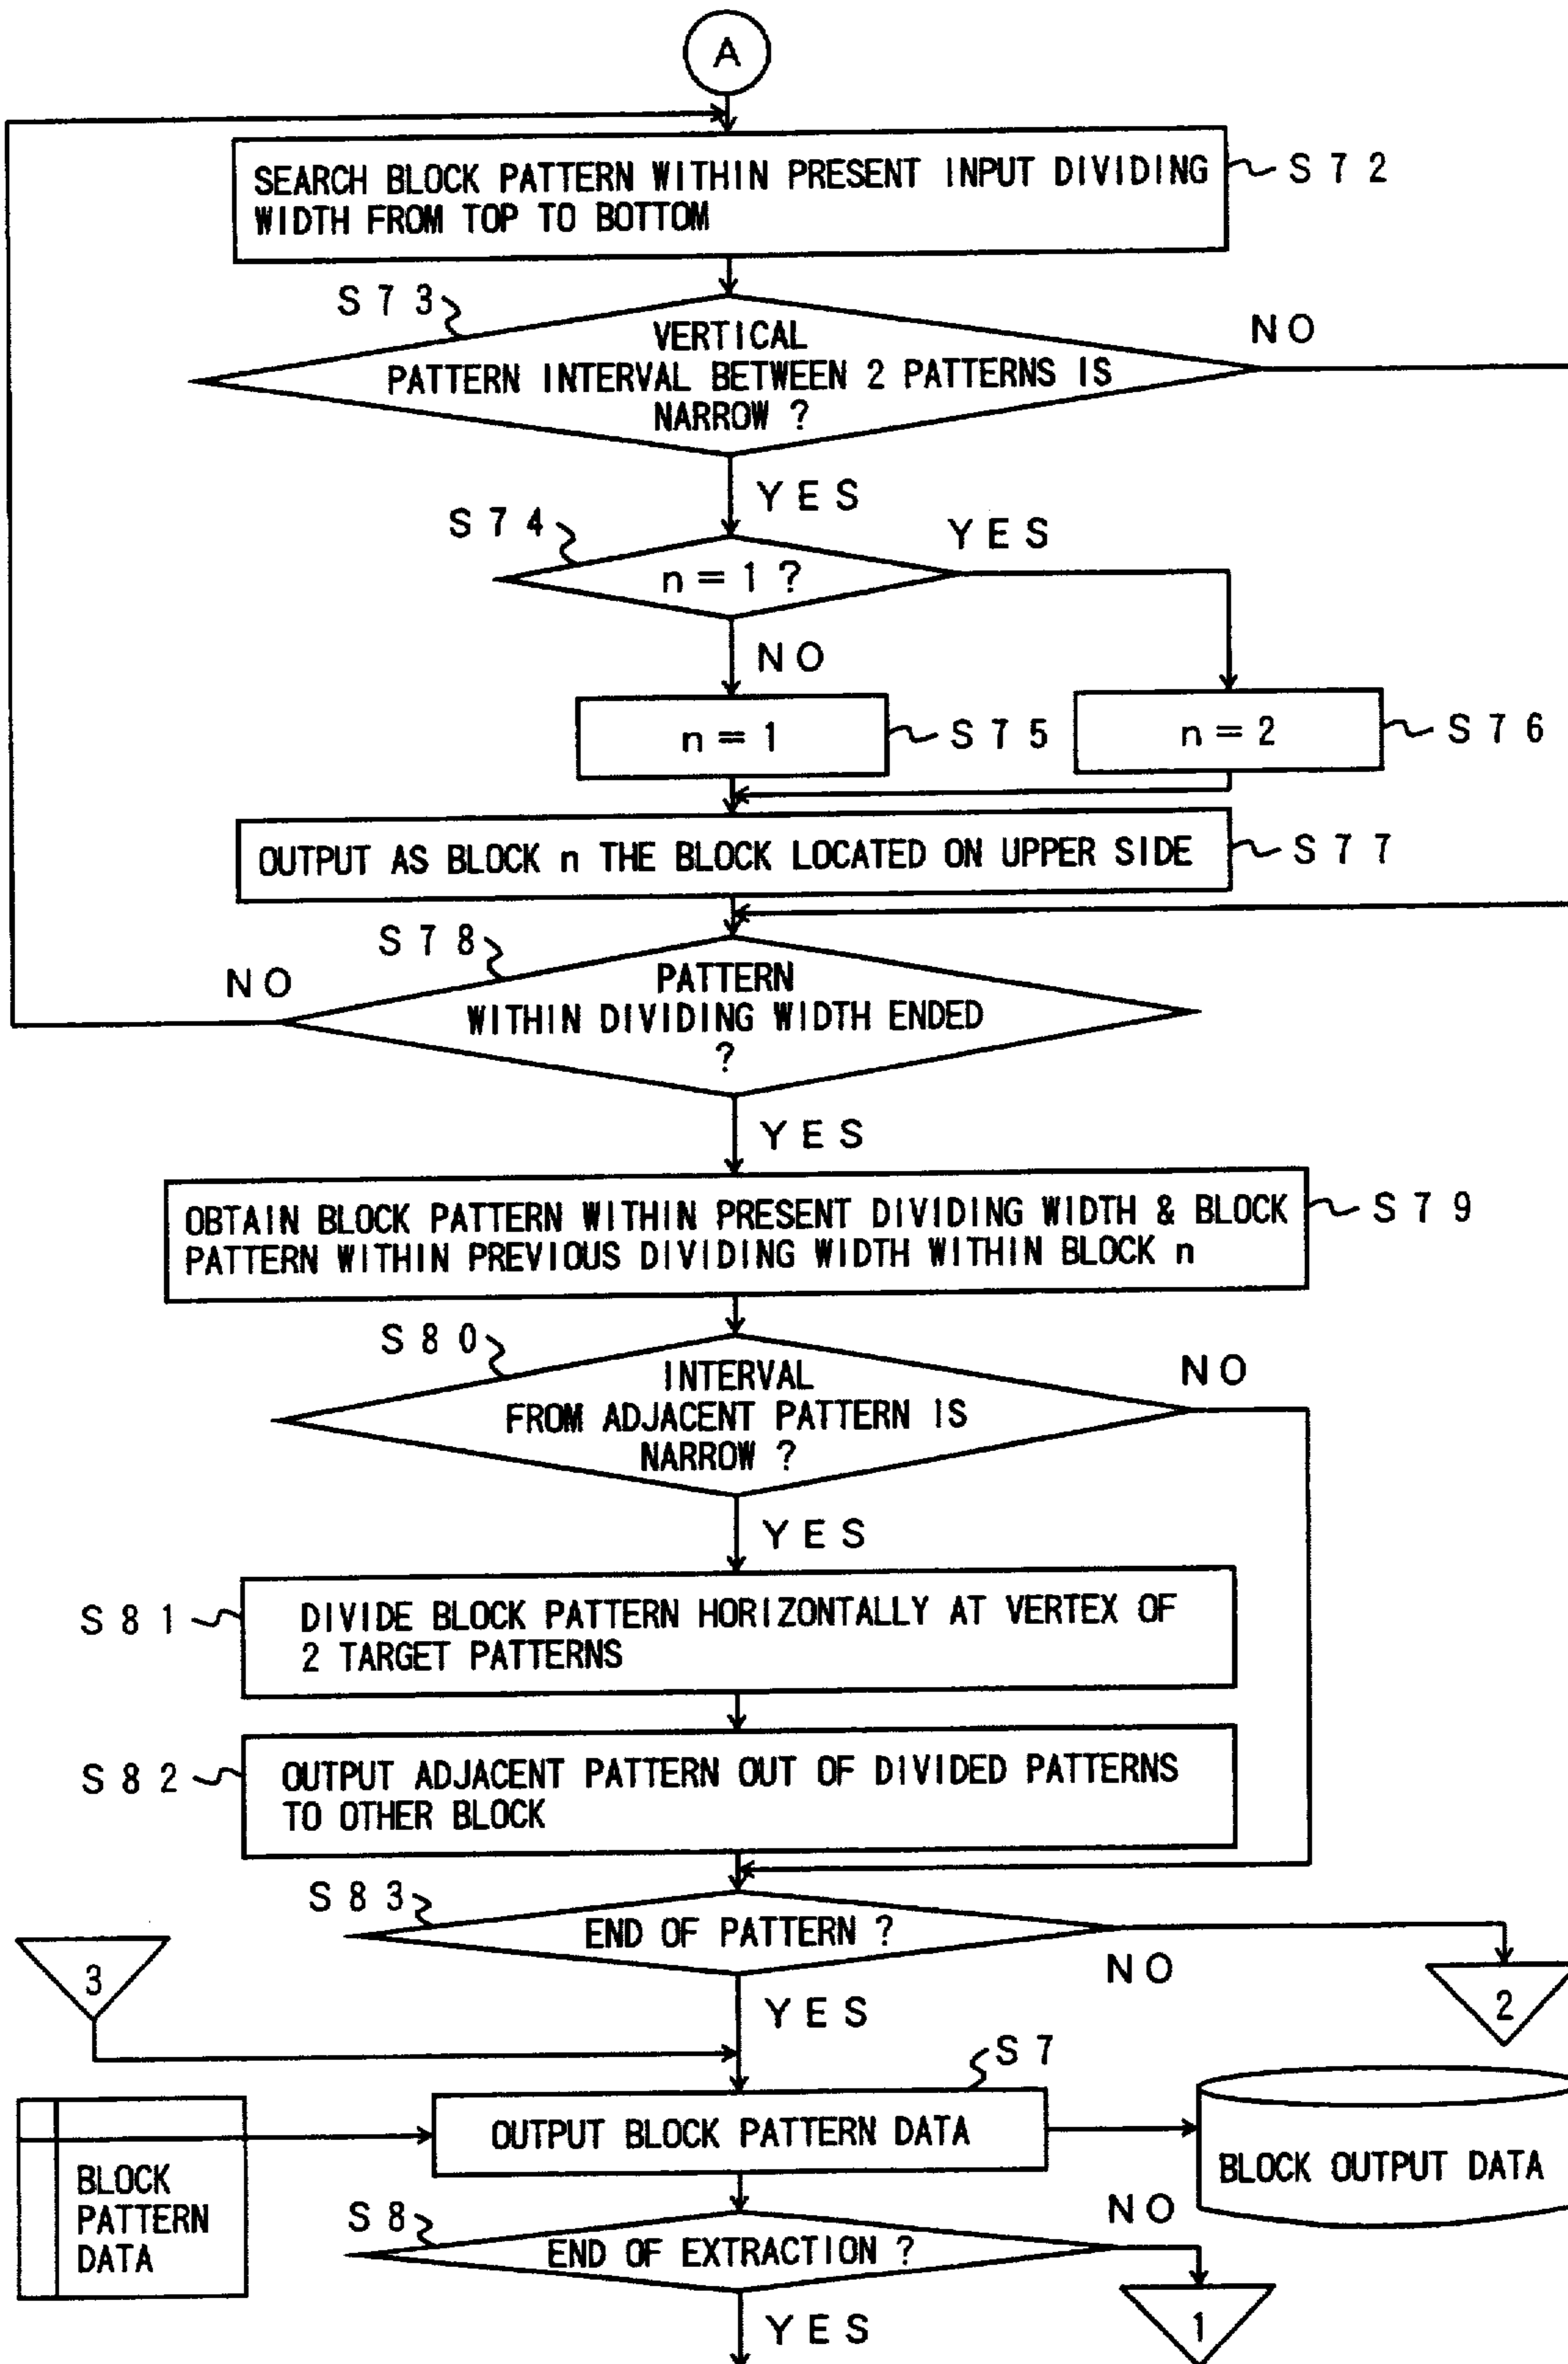 A
SEARCH BLOCK PATTERN WITHIN PRESENT INPUT DIVIDING
WIDTH FROM TOP TO BOTTOM
S72
S73
VERTICAL
PATTERN INTERVAL BETWEEN 2 PATTERNS IS
NARROW ?
NO
YES
S74
n = 1 ?
YES
NO
n = 1
S75
n = 2
S76
OUTPUT AS BLOCK n THE BLOCK LOCATED ON UPPER SIDE
S77
S78
NO
PATTERN
WITHIN DIVIDING WIDTH ENDED
?
YES
OBTAIN BLOCK PATTERN WITHIN PRESENT DIVIDING WIDTH & BLOCK
PATTERN WITHIN PREVIOUS DIVIDING WIDTH WITHIN BLOCK n
S79
S80
INTERVAL
FROM ADJACENT PATTERN IS
NARROW ?
NO
YES
S81
DIVIDE BLOCK PATTERN HORIZONTALLY AT VERTEX OF
2 TARGET PATTERNS
S82
OUTPUT ADJACENT PATTERN OUT OF DIVIDED PATTERNS
TO OTHER BLOCK
S83
END OF PATTERN ?
NO
3
2
YES
S7
OUTPUT BLOCK PATTERN DATA
BLOCK
PATTERN
DATA
BLOCK OUTPUT DATA
S8
END OF EXTRACTION ?
NO
1
YES